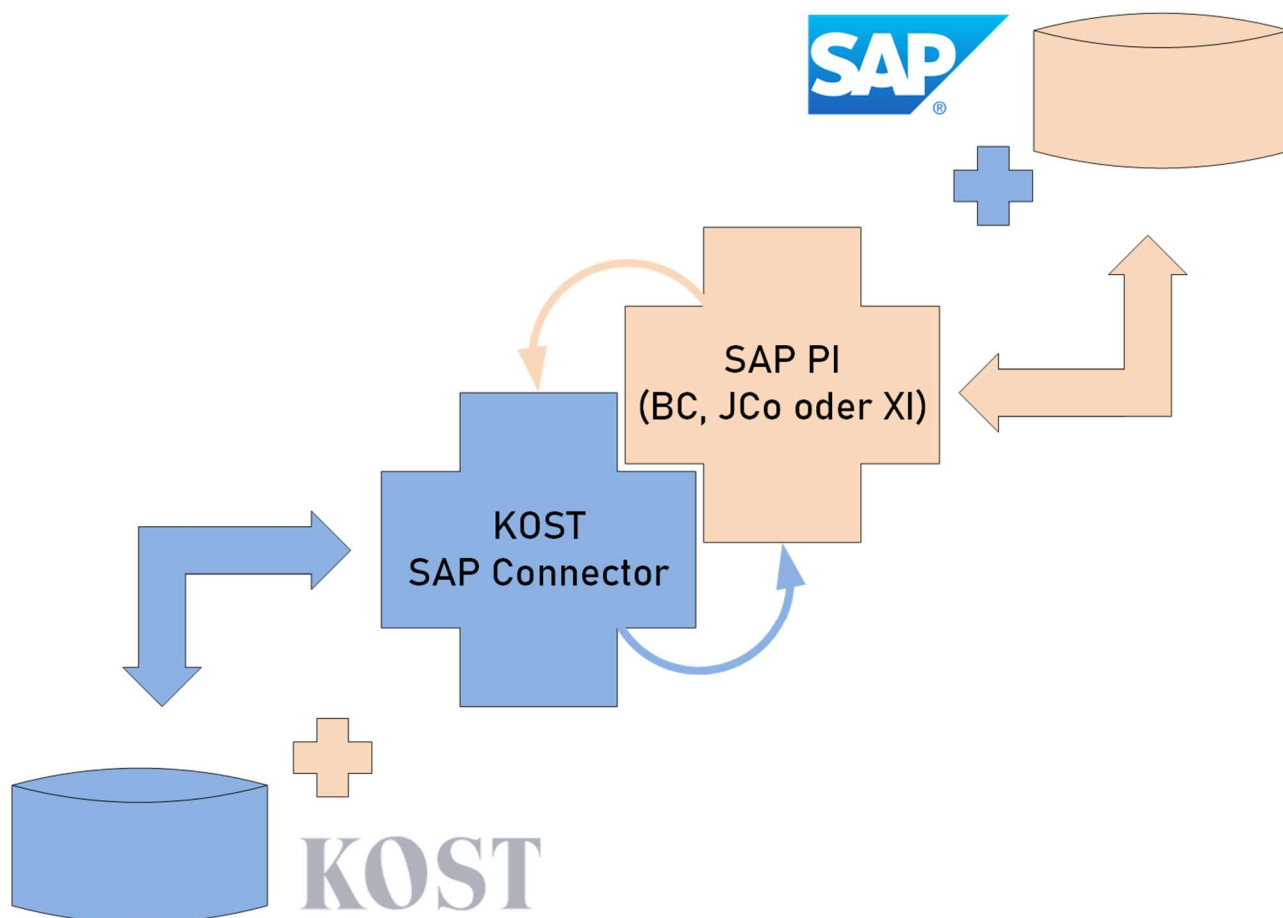 SAP
®
SAP PI
(BC, JCo oder XI)
KOST
SAP Connector
KOST